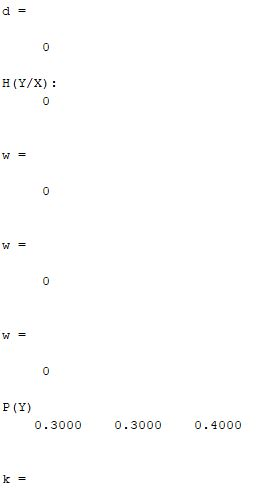 d =
0
H(Y/X):
0
w =
0
w =
0
w =
0
P(Y)
0.3000 0.3000 0.4000
k =